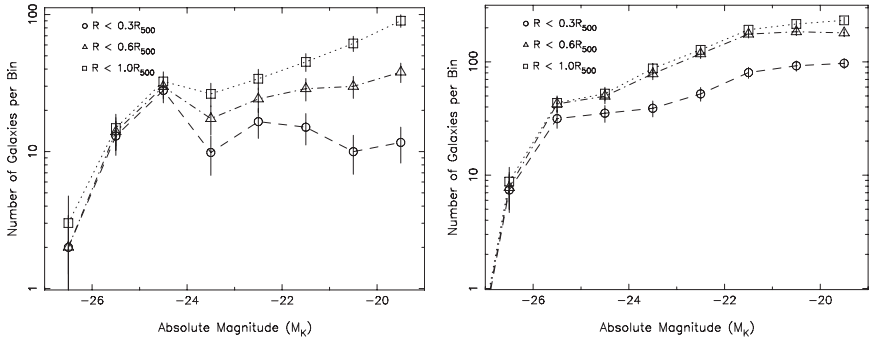 R < 0.3R500
R < 0.6R500
R < 1.0R500
100
10
1
Number of Galaxies per Bin
−26 −24 −22 −20
Absolute Magnitude (MK)
R < 0.3R500
R < 0.6R500
R < 1.0R500
100
10
1
Number of Galaxies per Bin
−26 −24 −22 −20
Absolute Magnitude (MK)